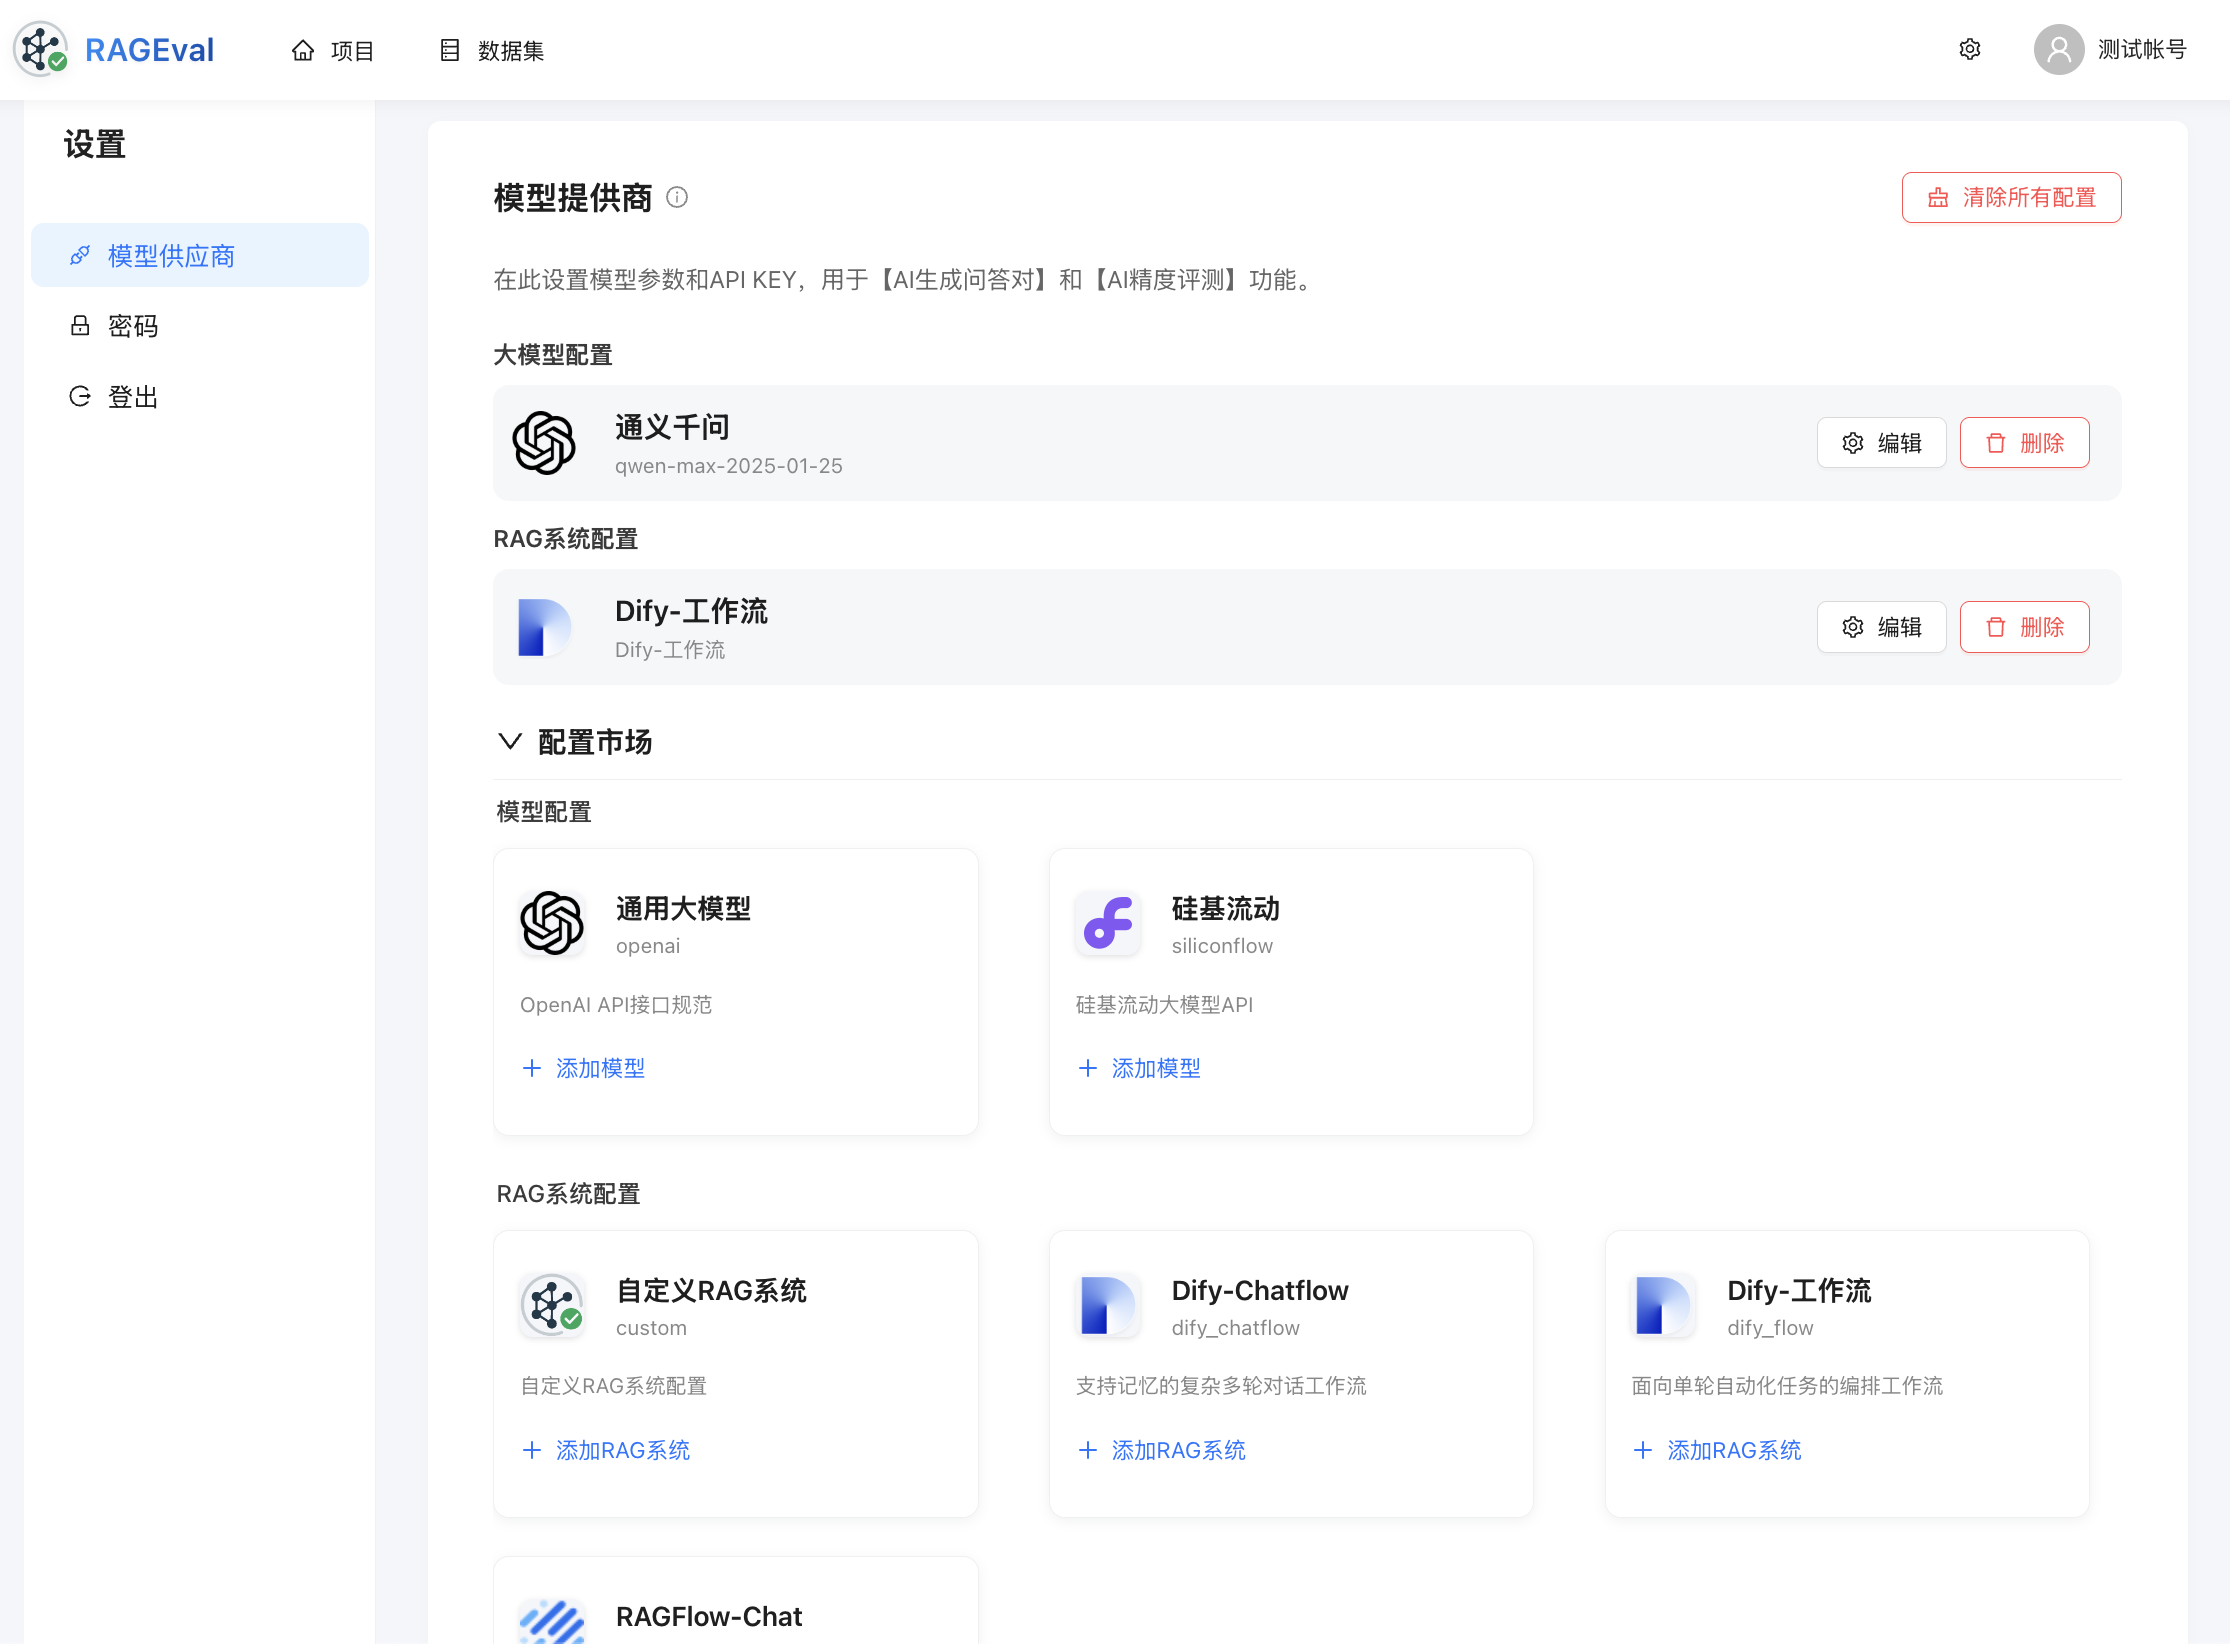 RAGEval
项目
数据集
测试帐号
设置
模型供应商
密码
登出
模型提供商
清除所有配置
在此设置模型参数和API KEY，用于【AI生成问答对】和【AI精度评测】功能。
大模型配置
通义千问
qwen-max-2025-01-25
编辑
删除
RAG系统配置
Dify-工作流
Dify-工作流
编辑
删除
配置市场
模型配置
通用大模型
openai
OpenAI API接口规范
添加模型
硅基流动
siliconflow
硅基流动大模型API
添加模型
RAG系统配置
自定义RAG系统
custom
自定义RAG系统配置
添加RAG系统
Dify-Chatflow
dify_chatflow
支持记忆的复杂多轮对话工作流
添加RAG系统
Dify-工作流
dify_flow
面向单轮自动化任务的编排工作流
添加RAG系统
RAGFlow-Chat